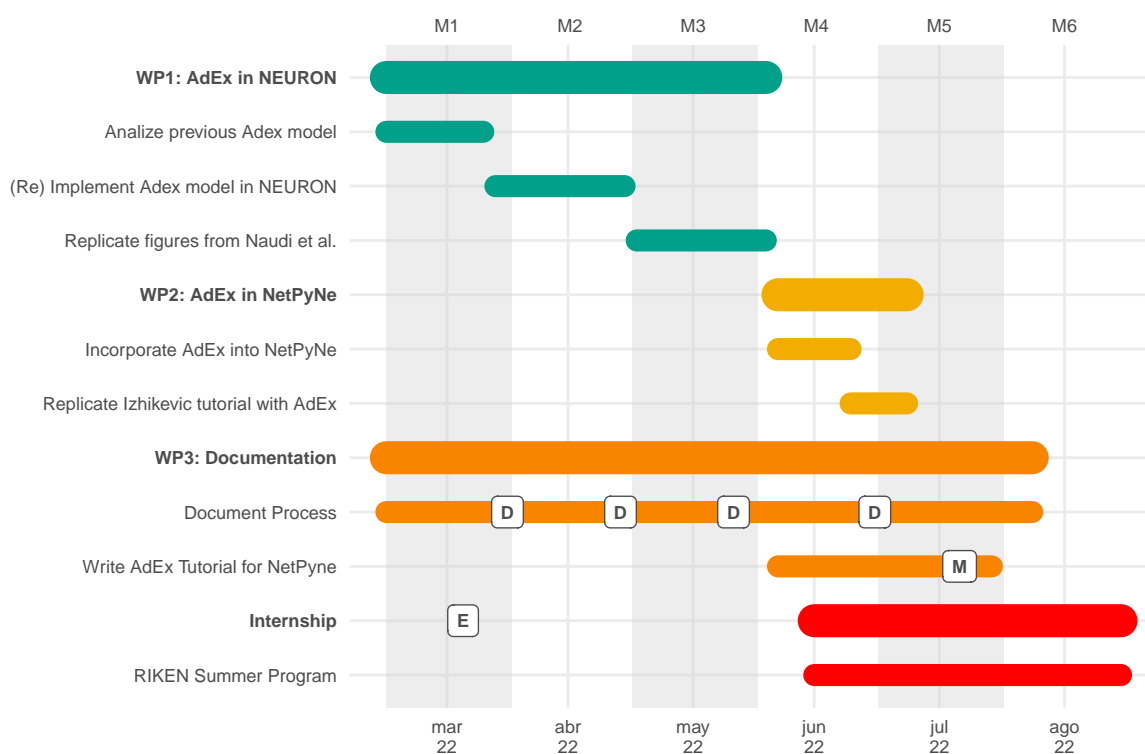 M1 M2 M3 M4 M5 M6
WP1: AdEx in NEURON
Analize previous Adex model
(Re) Implement Adex model in NEURON
Replicate figures from Naudi et al.
WP2: AdEx in NetPyNe
Incorporate AdEx into NetPyNe
Replicate Izhikevic tutorial with AdEx
WP3: Documentation
Document Process D D D D
Write AdEx Tutorial for NetPyne M
Internship E
RIKEN Summer Program
mar abr may jun jul ago
22 22 22 22 22 22